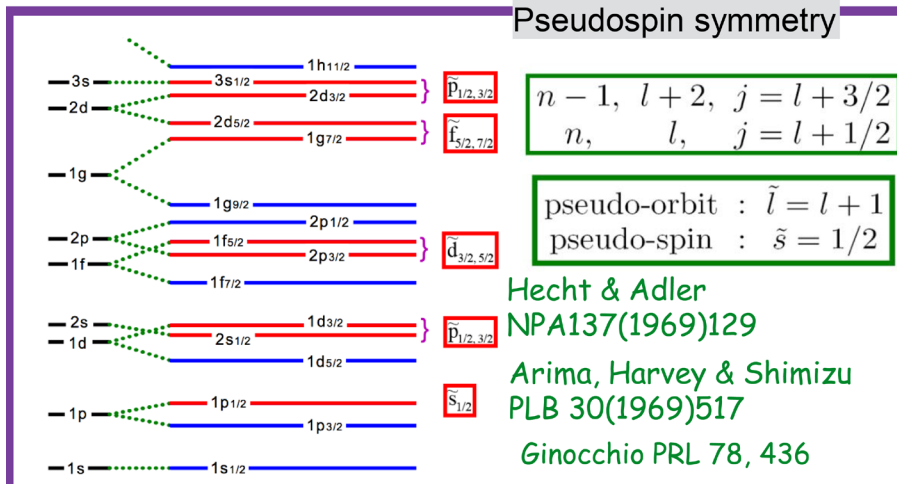 Pseudospin symmetry
1h11/2
3s 3s1/2 } p̃1/2, 3/2
2d3/2
2d
2d5/2 } f̃5/2, 7/2
1g7/2
1g
1g9/2
2p1/2
2p 1f5/2 } d̃3/2, 5/2
1f 2p3/2
1f7/2
2s 1d3/2 } p̃1/2, 3/2
1d 2s1/2
1d5/2
1p1/2 s̃1/2
1p
1p3/2
1s 1s1/2
n − 1, l + 2, j = l + 3/2
n, l, j = l + 1/2
pseudo-orbit : l̃ = l + 1
pseudo-spin : s̃ = 1/2
Hecht & Adler
NPA137(1969)129
Arima, Harvey & Shimizu
PLB 30(1969)517
Ginocchio PRL 78, 436